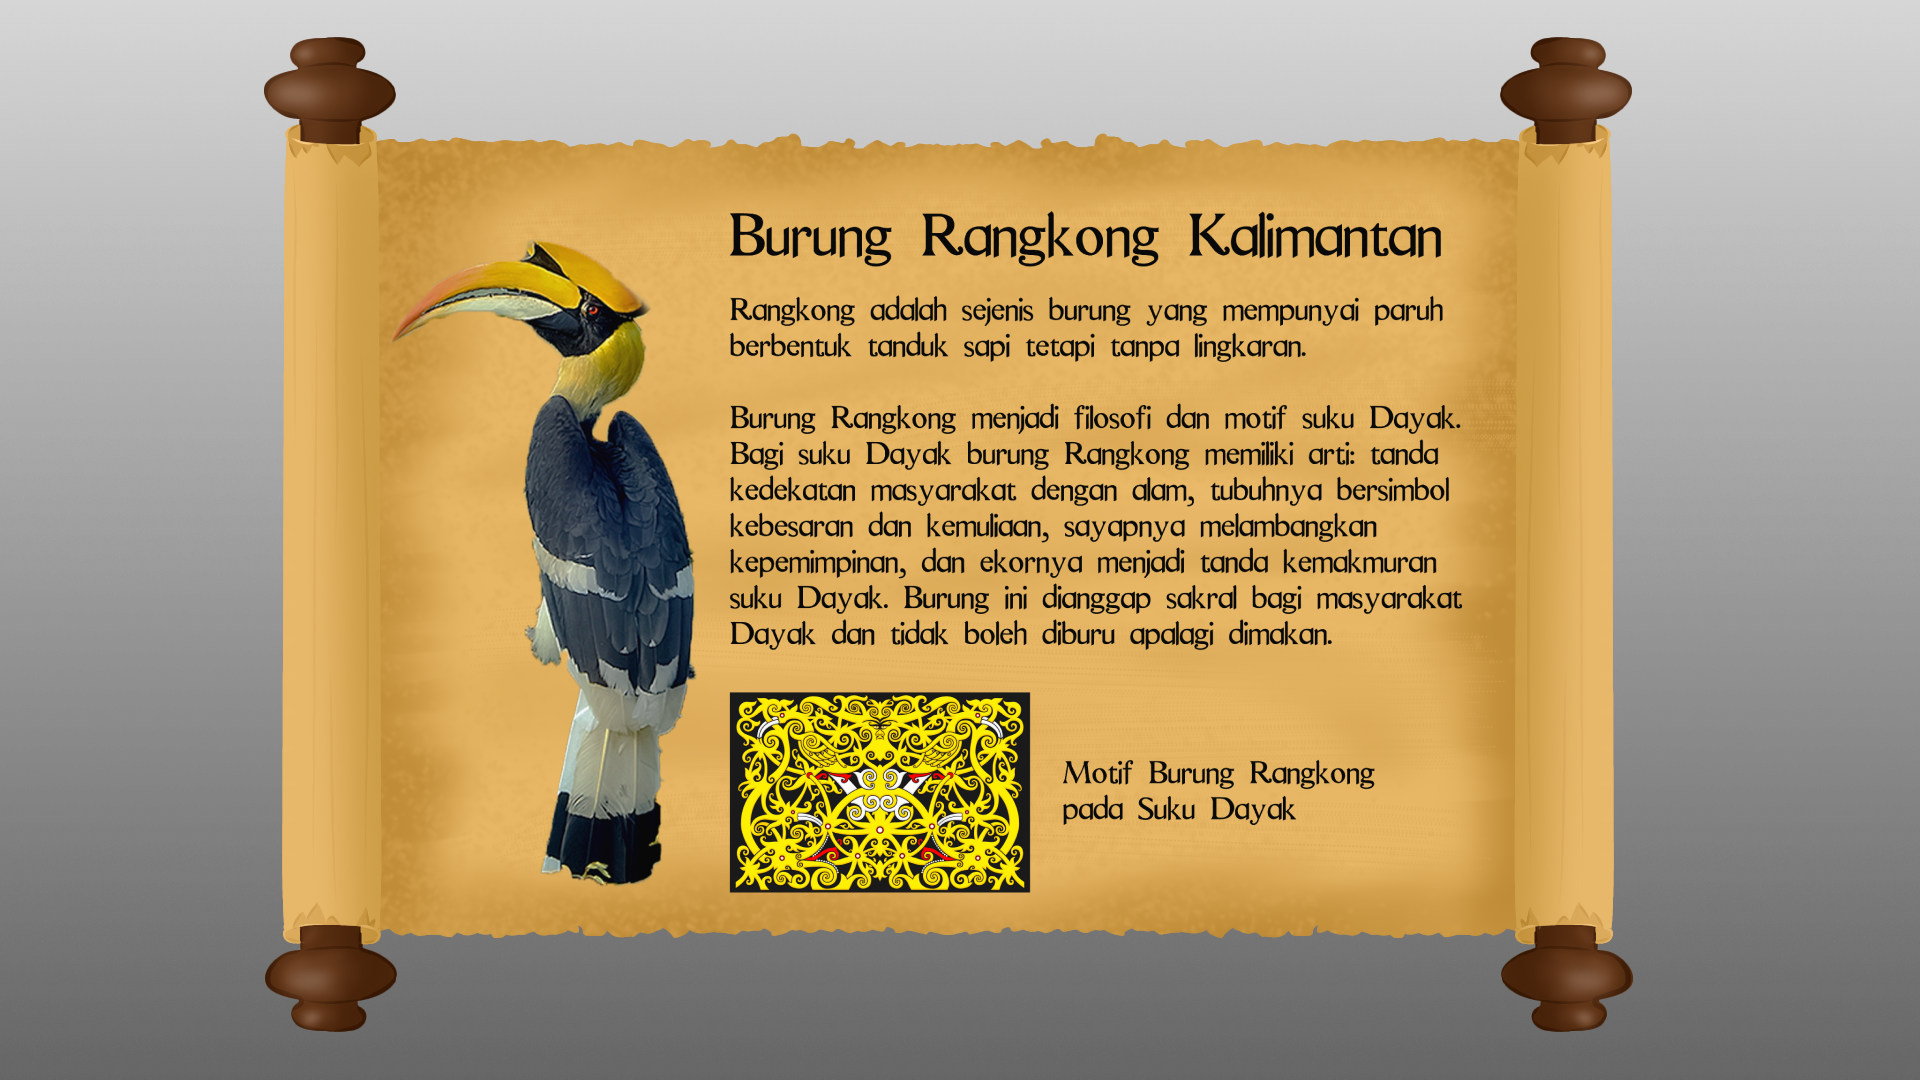 Burung Rangkong Kalimantan
Rangkong adalah sejenis burung yang mempunyai paruh
berbentuk tanduk sapi tetapi tanpa lingkaran.
Burung Rangkong menjadi filosofi dan motif suku Dayak.
Bagi suku Dayak burung Rangkong memiliki arti: tanda
kedekatan masyarakat dengan alam, tubuhnya bersimbol
kebesaran dan kemuliaan, sayapnya melambangkan
kepemimpinan, dan ekornya menjadi tanda kemakmuran
suku Dayak. Burung ini dianggap sakral bagi masyarakat
Dayak dan tidak boleh diburu apalagi dimakan.
Motif Burung Rangkong
pada Suku Dayak